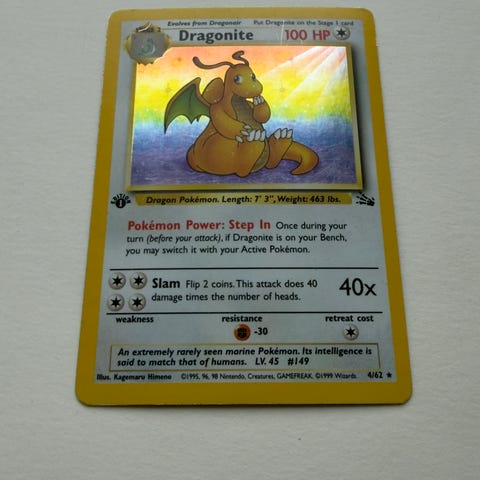 Evolves from Dragonair Put Dragonite on the Stage 1 card
Dragonite 100 HP
Dragon Pokémon. Length: 7' 3", Weight: 463 lbs.
EDITION
1
Pokémon Power: Step In Once during your
turn (before your attack), if Dragonite is on your Bench,
you may switch it with your Active Pokémon.
Slam Flip 2 coins. This attack does 40
damage times the number of heads.
40x
weakness resistance retreat cost
-30
An extremely rarely seen marine Pokémon. Its intelligence is
said to match that of humans. LV. 45 #149
Illus. Kagemaru Himeno ©1995, 96, 98 Nintendo, Creatures, GAMEFREAK. ©1999 Wizards. 4/62 ★